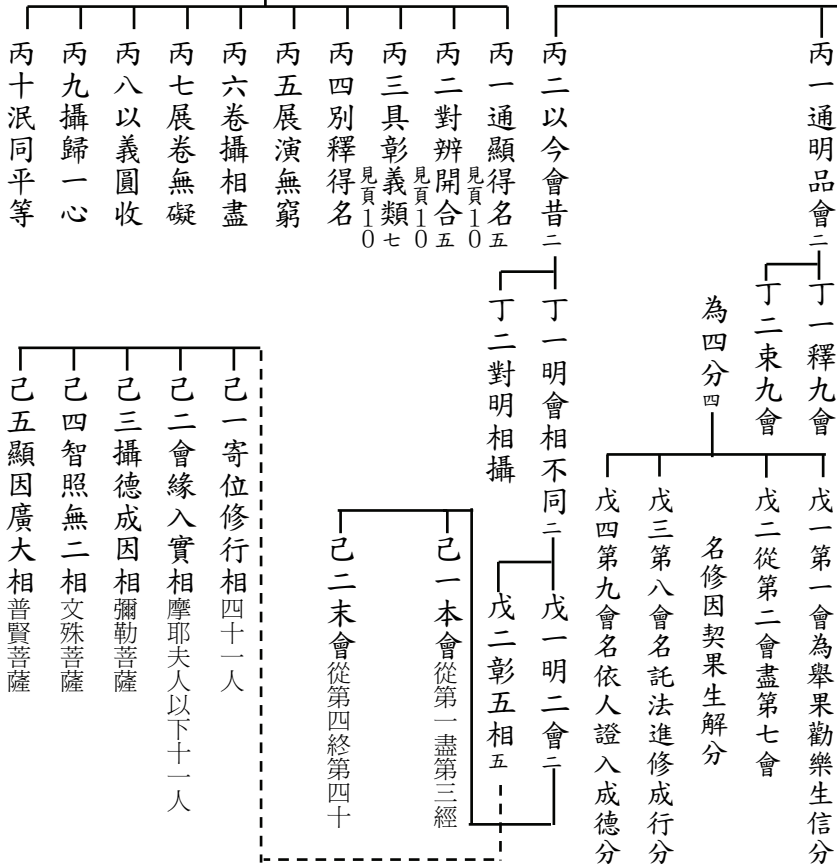 丙一通明品會二
丁一釋九會
丁二束九會
為四分四
戊一第一會為舉果勸樂生信分
戊二從第二會盡第七會
名修因契果生解分
戊三第八會名託法進修成行分
戊四第九會名依人證入成德分
丙二以今會昔二
丁一明會相不同二
丁二對明相攝
戊一明二會二
戊二彰五相五
己一本會從第一盡第三經
己二末會從第四終第四十
己一寄位修行相四十一人
己二會緣入實相摩耶夫人以下十一人
己三攝德成因相彌勒菩薩
己四智照無二相文殊菩薩
己五顯因廣大相普賢菩薩
丙一通顯得名五見頁10
丙二對辨開合五見頁10
丙三具彰義類七見頁10
丙四別釋得名
丙五展演無窮
丙六卷攝相盡
丙七展卷無礙
丙八以義圓收
丙九攝歸一心
丙十泯同平等